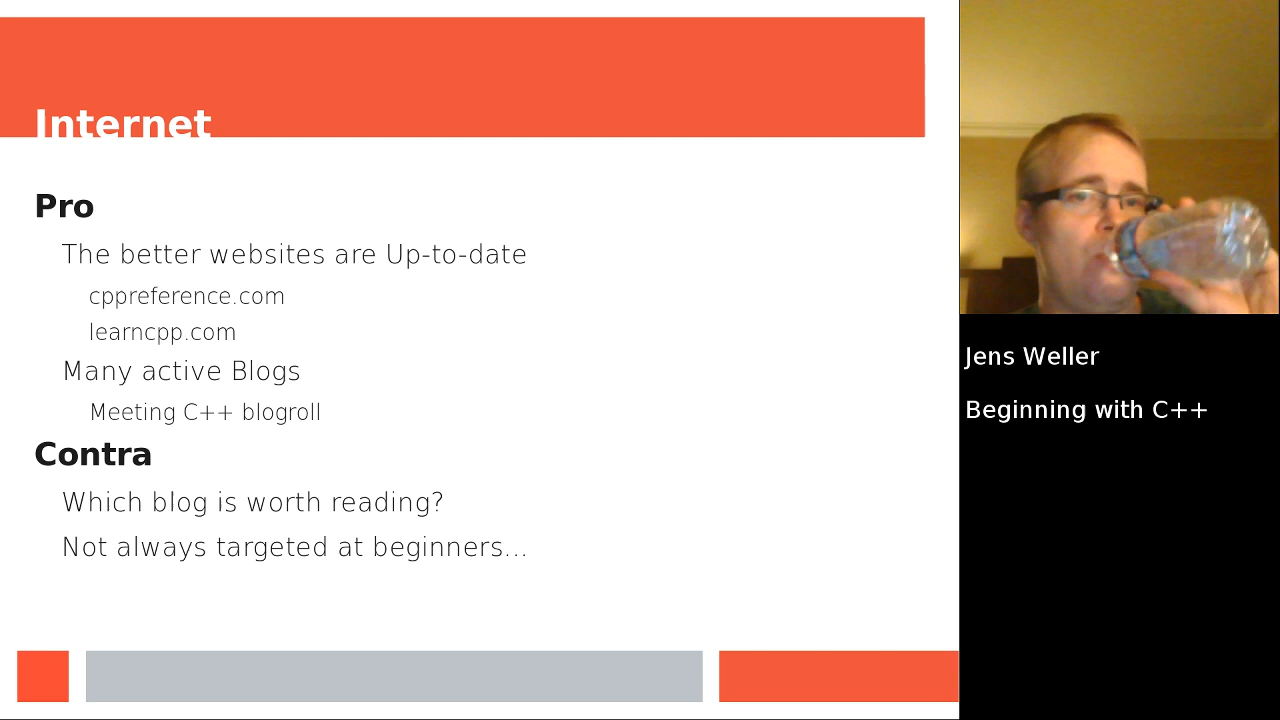 Internet
Pro
The better websites are Up-to-date
cppreference.com
learncpp.com
Many active Blogs
Meeting C++ blogroll
Contra
Which blog is worth reading?
Not always targeted at beginners...
Jens Weller
Beginning with C++